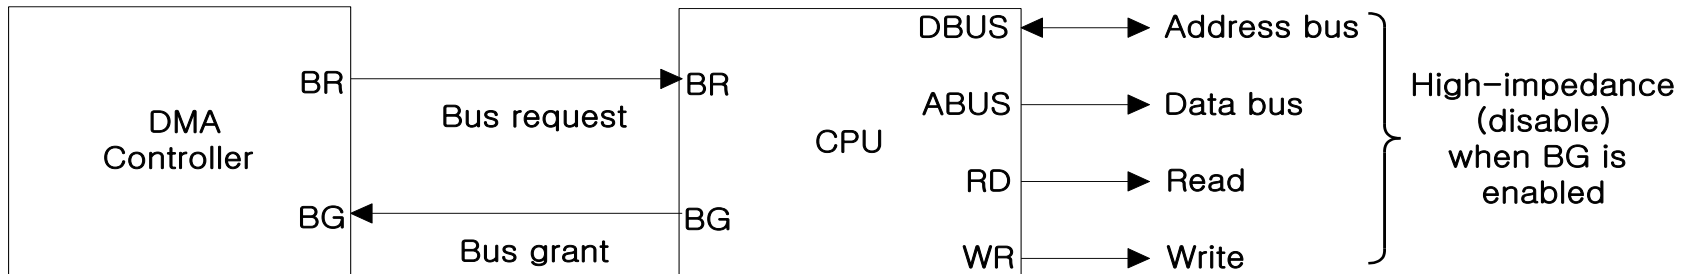 DMA
Controller
BR
Bus request
BG
Bus grant
BR
BG
CPU
DBUS
ABUS
RD
WR
Address bus
Data bus
Read
Write
High-impedance
(disable)
when BG is
enabled